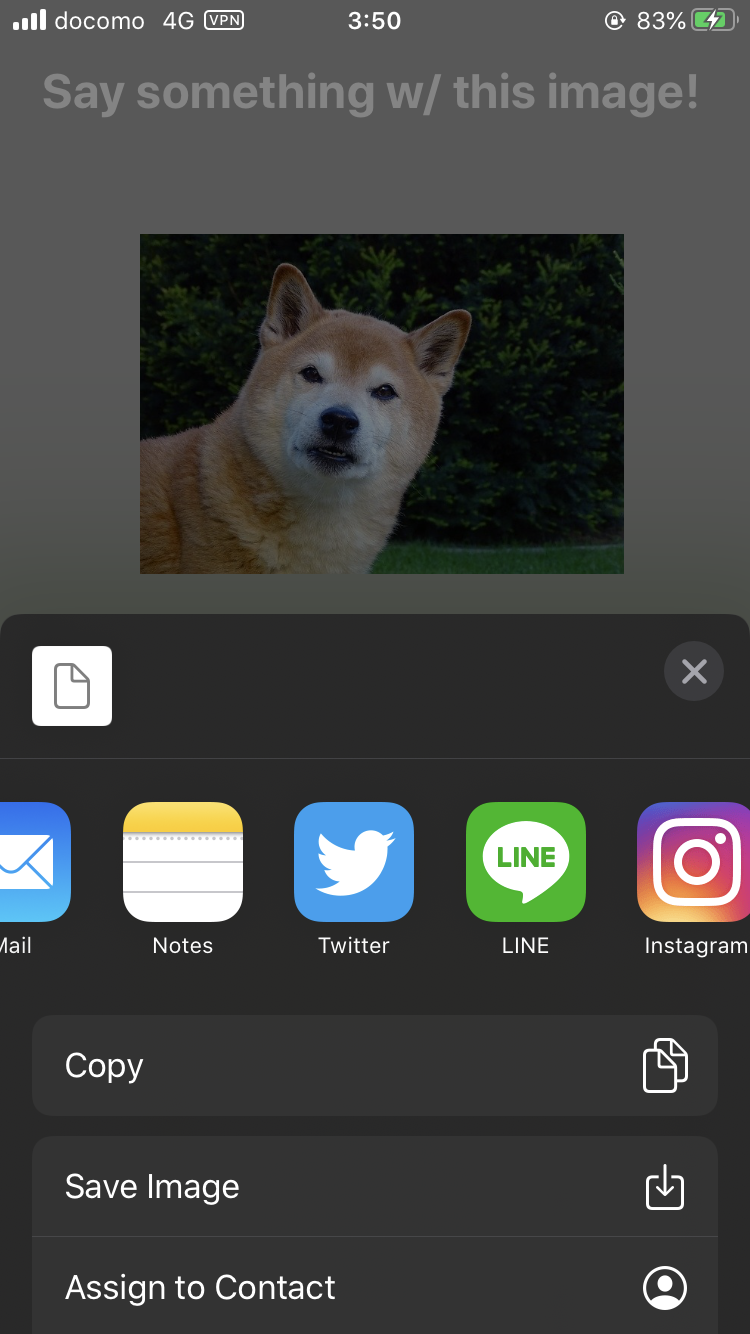 docomo 4G VPN 3:50 83%
Say something w/ this image!
LINE
Mail Notes Twitter LINE Instagram
Copy
Save Image
Assign to Contact